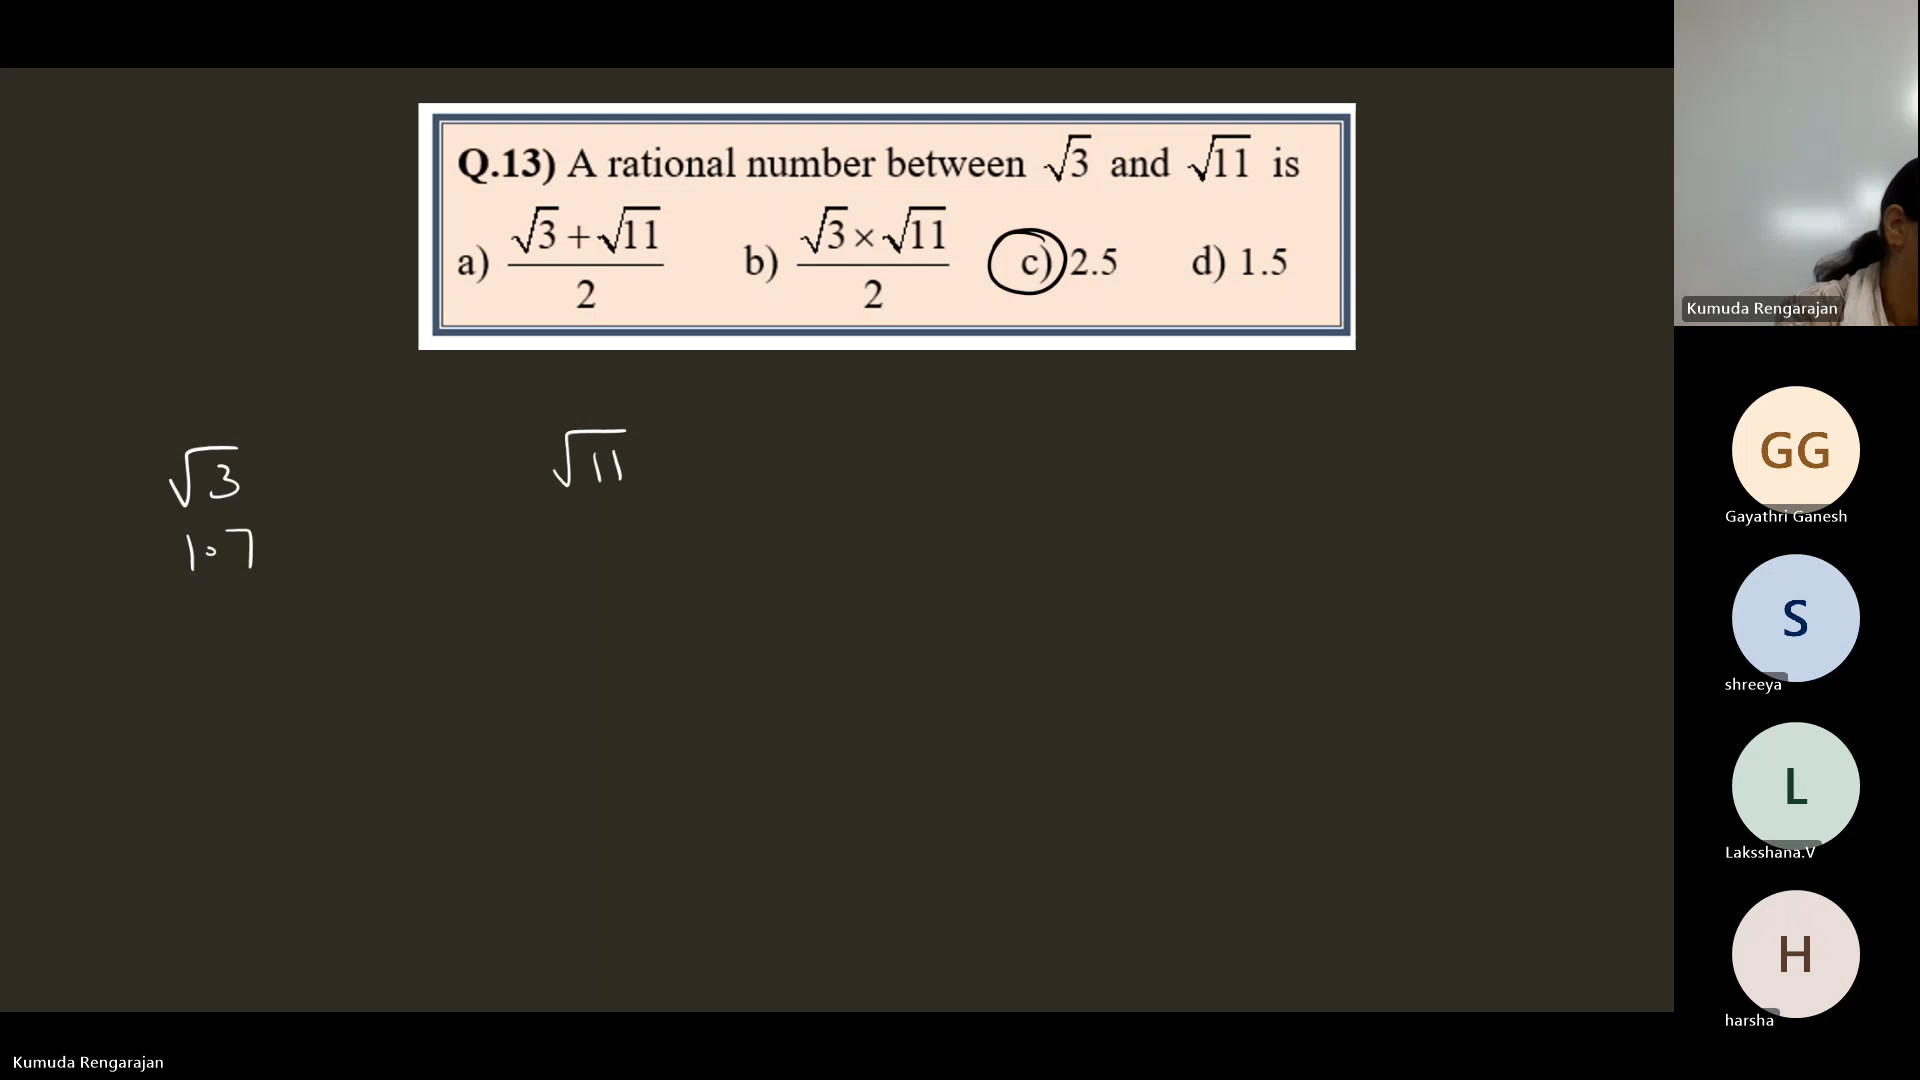 Q.13) A rational number between √3 and √11 is
a) (√3 + √11)/2 b) (√3 × √11)/2 c) 2.5 d) 1.5
√3 √11
1.7
Kumuda Rengarajan
GG
Gayathri Ganesh
S
shreeya
L
Laksshana.V
H
harsha
Kumuda Rengarajan